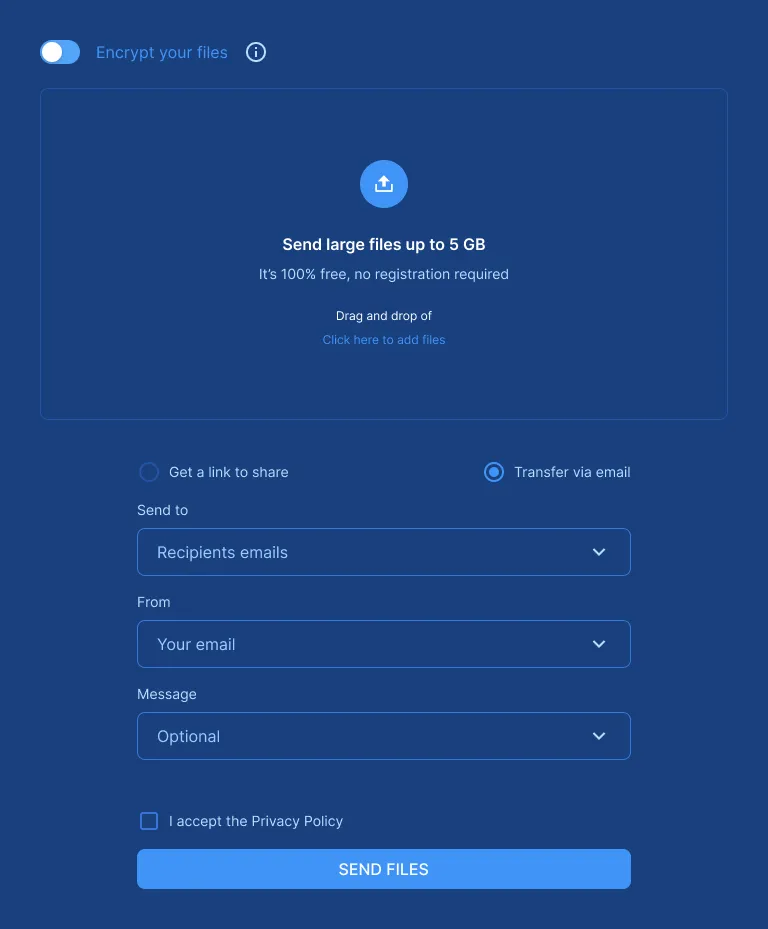 Encrypt your files
Send large files up to 5 GB
It's 100% free, no registration required
Drag and drop of
Click here to add files
Get a link to share
Transfer via email
Send to
Recipients emails
From
Your email
Message
Optional
I accept the Privacy Policy
SEND FILES